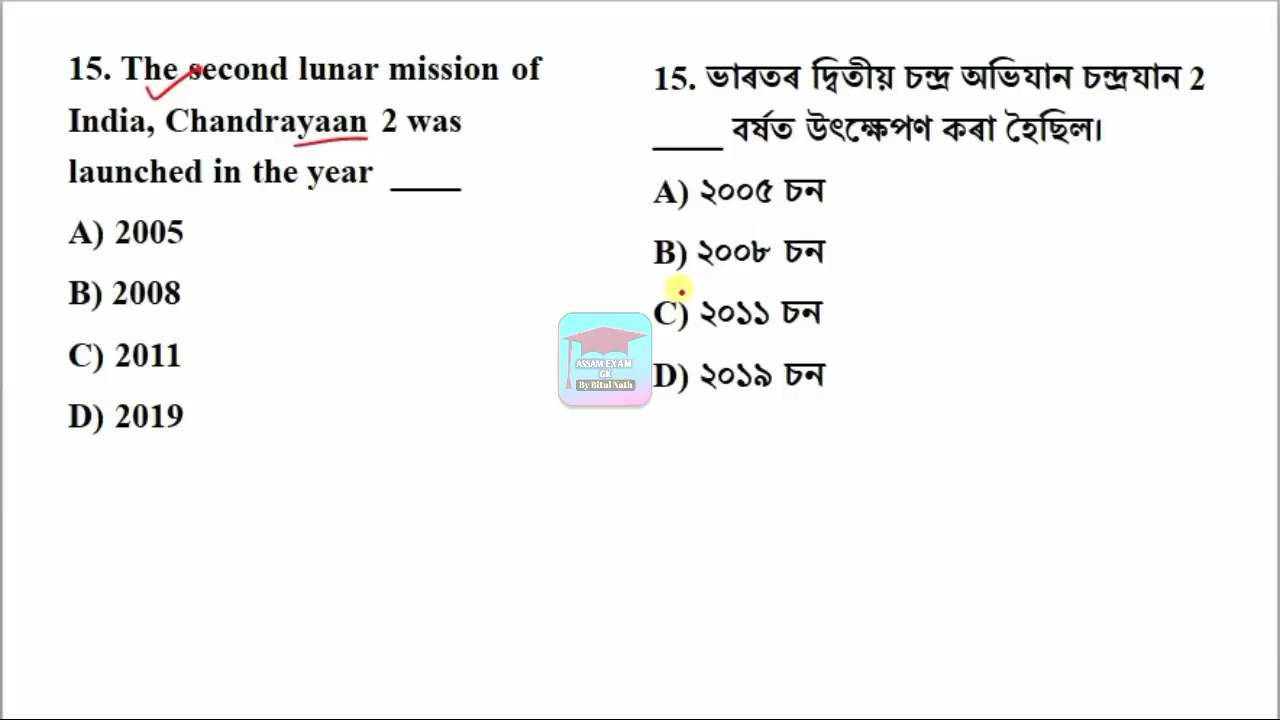 15. The second lunar mission of
India, Chandrayaan 2 was
launched in the year ____
A) 2005
B) 2008
C) 2011
D) 2019
15. ভাৰতৰ দ্বিতীয় চন্দ্ৰ অভিযান চন্দ্ৰযান 2
____ বৰ্ষত উৎক্ষেপণ কৰা হৈছিল।
A) ২০০৫ চন
B) ২০০৮ চন
C) ২০১১ চন
D) ২০১৯ চন
ASSAM EXAM
GK
By Bitul Nath